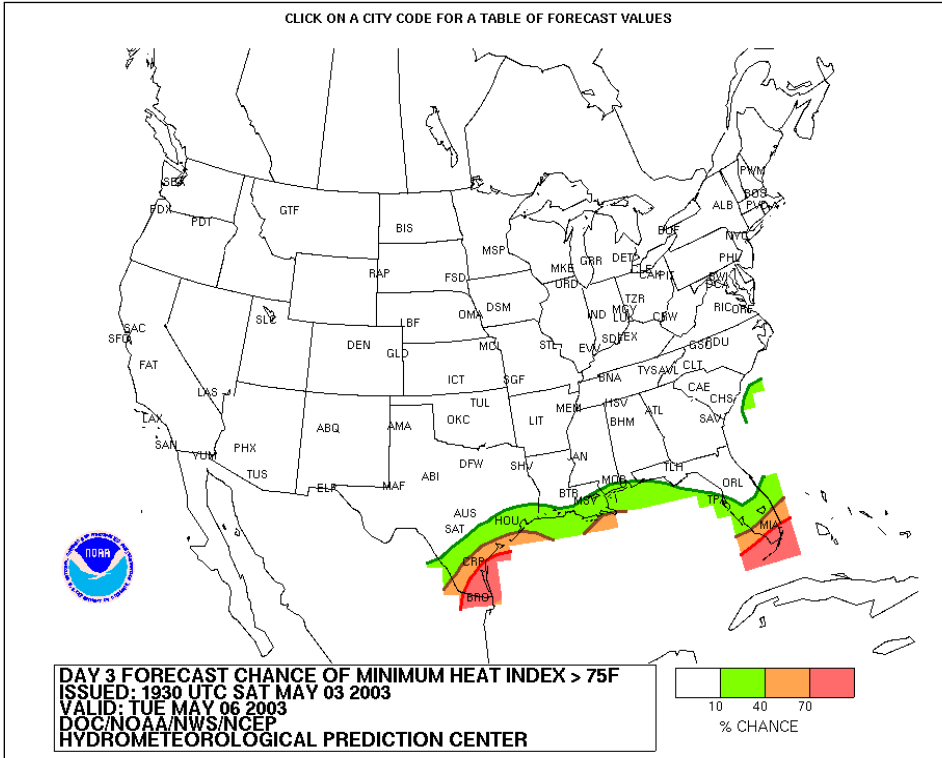 CLICK ON A CITY CODE FOR A TABLE OF FORECAST VALUES
SEA
PDX
PDT
GTF
BIS
MSP
RAP
FSD
MKE
GRR
DET
BUF
ALB
PWM
BOS
NYC
PHL
PIT
DSM
OMA
LBF
SLC
DEN
GLD
MCI
STL
IND
TZR
CRW
RIC
SAC
SFO
FAT
LAS
LAX
SAN
YUM
PHX
TUS
ABQ
ELP
AMA
MAF
ICT
TUL
OKC
SGF
LIT
MEM
EVV
SDF
LEX
BNA
TYS
AVL
GSO
RDU
CLT
CAE
CHS
SAV
ATL
HSV
BHM
JAN
SHV
DFW
ABI
AUS
SAT
HOU
BTR
MSY
MOB
TLH
ORL
TPA
MIA
CRP
BRO
NOAA
DAY 3 FORECAST CHANCE OF MINIMUM HEAT INDEX > 75F
ISSUED: 1930 UTC SAT MAY 03 2003
VALID: TUE MAY 06 2003
DOC/NOAA/NWS/NCEP
HYDROMETEOROLOGICAL PREDICTION CENTER
10 40 70
% CHANCE